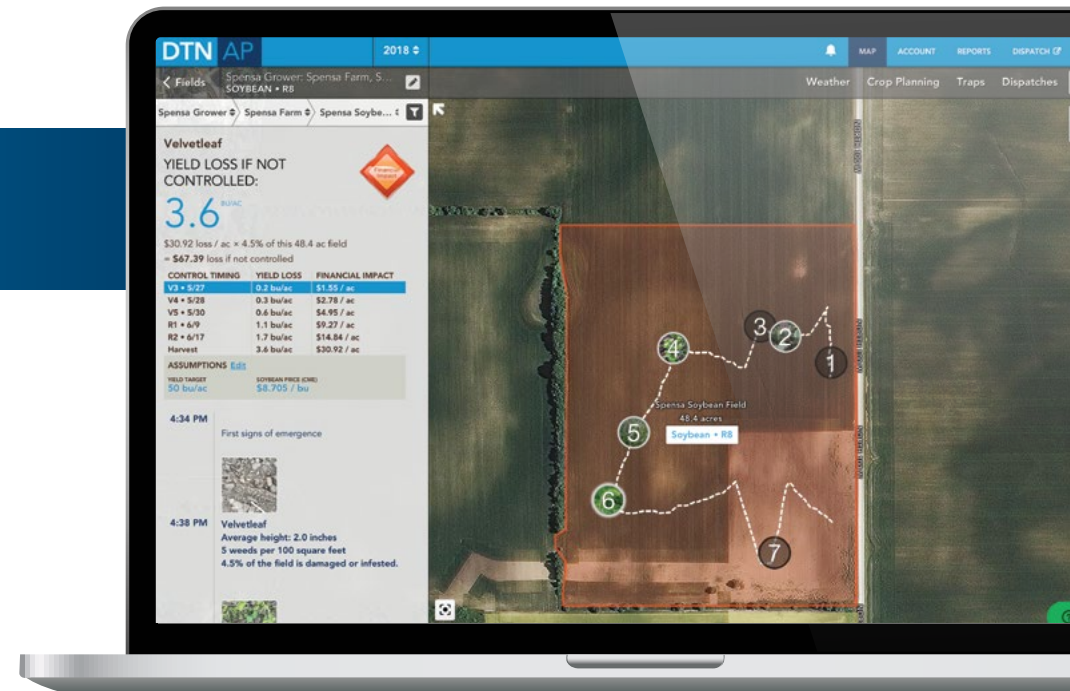 DTN AP
2018
MAP ACCOUNT REPORTS DISPATCH
Fields
Spensa Grower: Spensa Farm, S...
SOYBEAN • R8
Weather Crop Planning Traps Dispatches
Spensa Grower Spensa Farm Spensa Soybe...
Velvetleaf
YIELD LOSS IF NOT
CONTROLLED:
Financial
Impact
3.6 BU/AC
$30.92 loss / ac × 4.5% of this 48.4 ac field
= $67.39 loss if not controlled
CONTROL TIMING YIELD LOSS FINANCIAL IMPACT
V3 • 5/27 0.2 bu/ac $1.55 / ac
V4 • 5/28 0.3 bu/ac $2.78 / ac
V5 • 5/30 0.6 bu/ac $4.95 / ac
R1 • 6/9 1.1 bu/ac $9.27 / ac
R2 • 6/17 1.7 bu/ac $14.84 / ac
Harvest 3.6 bu/ac $30.92 / ac
ASSUMPTIONS Edit
YIELD TARGET SOYBEAN PRICE (CME)
50 bu/ac $8.705 / bu
4:34 PM
First signs of emergence
4:38 PM Velvetleaf
Average height: 2.0 inches
5 weeds per 100 square feet
4.5% of the field is damaged or infested.
3
2
4
1
Spensa Soybean Field
48.4 acres
Soybean • R8
5
6
7